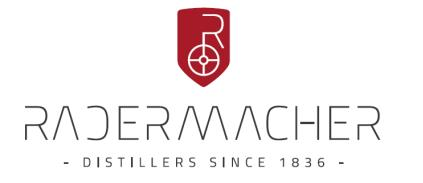 R
RADERMACHER
- DISTILLERS SINCE 1836 -